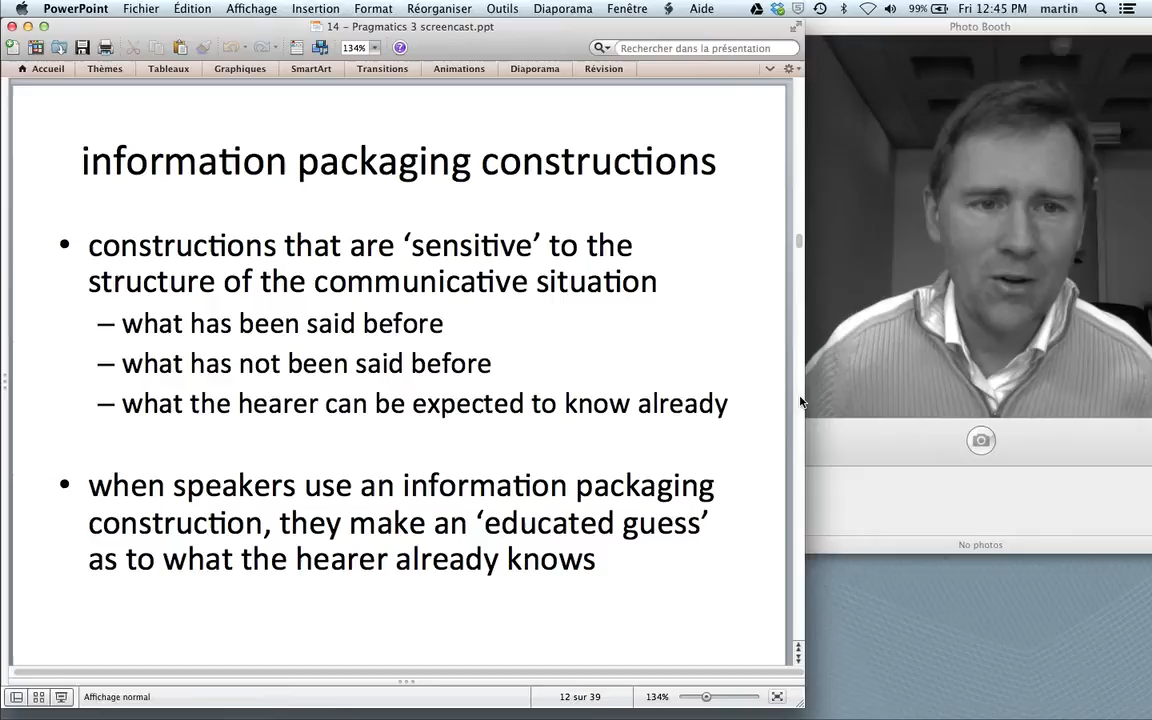 PowerPoint Fichier Édition Affichage Insertion Format Réorganiser Outils Diaporama Fenêtre Aide 99% Fri 12:45 PM martin
14 – Pragmatics 3 screencast.ppt
Photo Booth
134% Rechercher dans la présentation
Accueil Thèmes Tableaux Graphiques SmartArt Transitions Animations Diaporama Révision
information packaging constructions
• constructions that are ‘sensitive’ to the
structure of the communicative situation
– what has been said before
– what has not been said before
– what the hearer can be expected to know already
• when speakers use an information packaging
construction, they make an ‘educated guess’
as to what the hearer already knows
No photos
Affichage normal 12 sur 39 134%